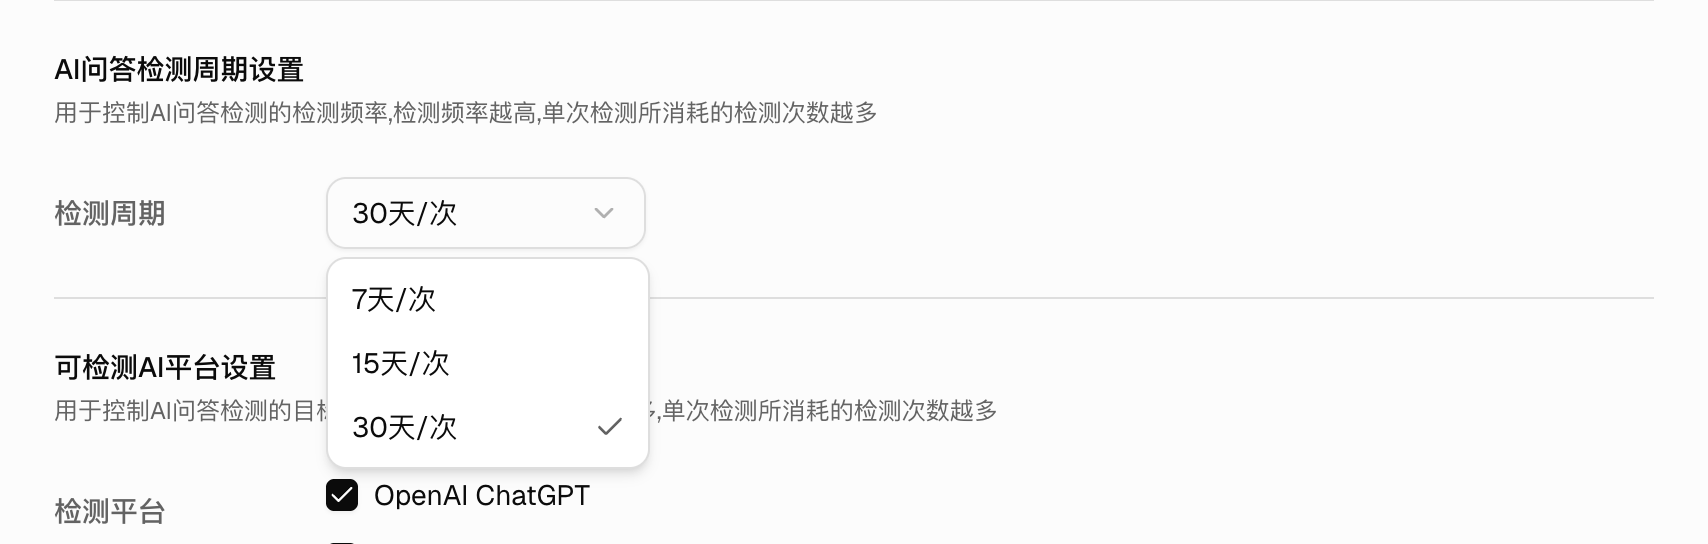 AI问答检测周期设置
用于控制AI问答检测的检测频率,检测频率越高,单次检测所消耗的检测次数越多
检测周期
30天/次
7天/次
15天/次
30天/次
可检测AI平台设置
用于控制AI问答检测的目
,单次检测所消耗的检测次数越多
检测平台
OpenAI ChatGPT